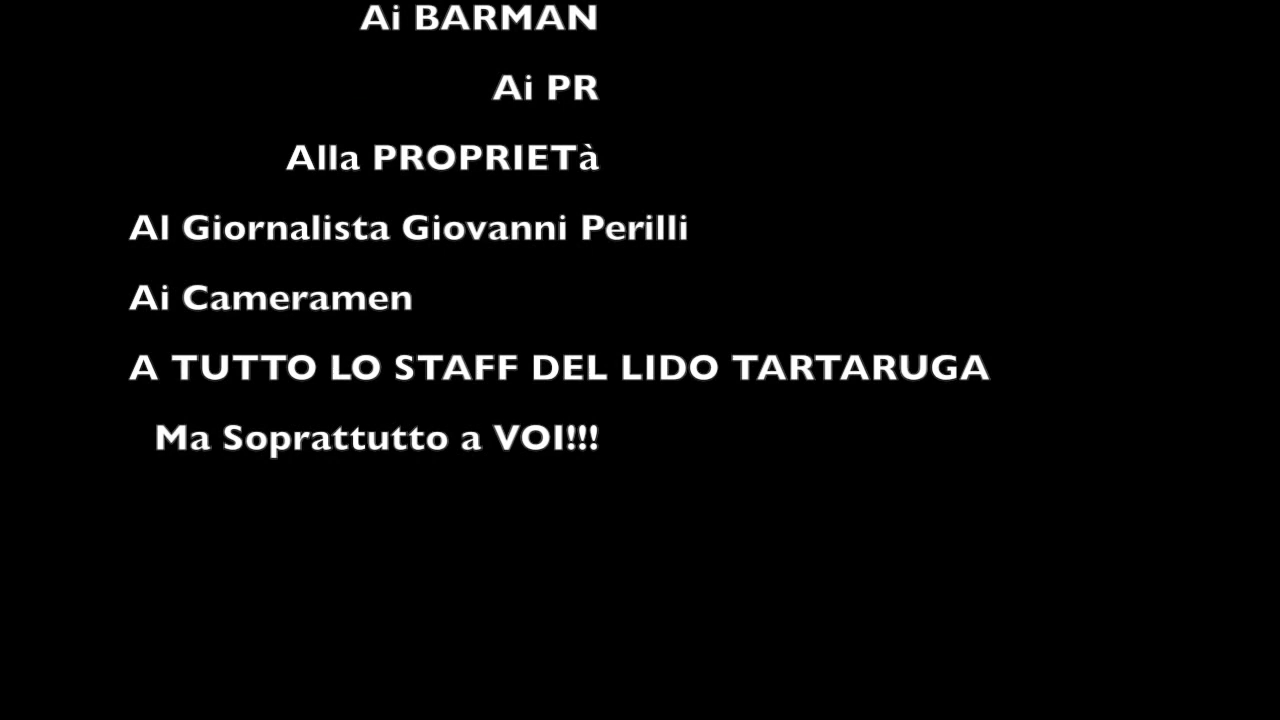 Ai BARMAN
Ai PR
Alla PROPRIETà
Al Giornalista Giovanni Perilli
Ai Cameramen
A TUTTO LO STAFF DEL LIDO TARTARUGA
Ma Soprattutto a VOI!!!